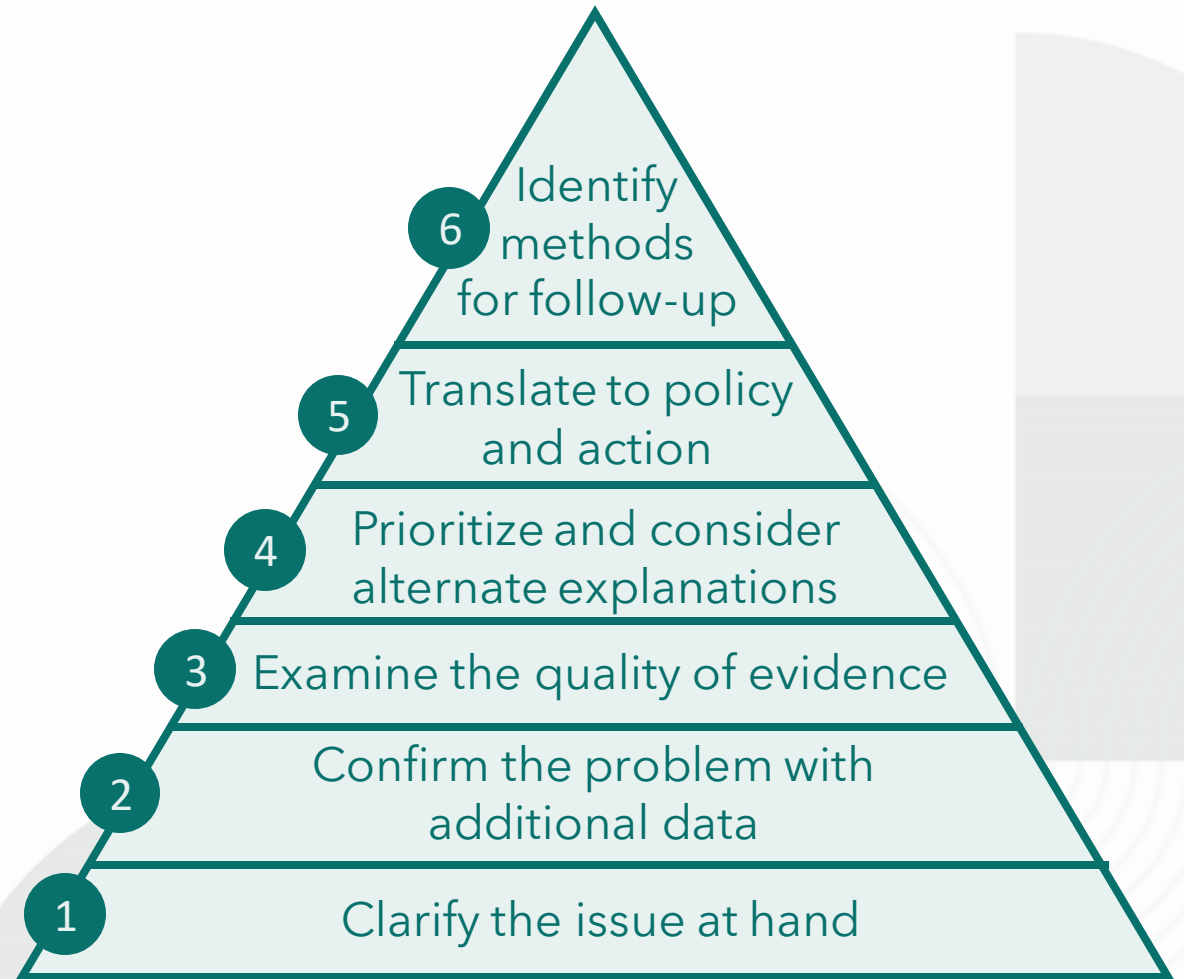 6
Identify
methods
for follow-up
5
Translate to policy
and action
4
Prioritize and consider
alternate explanations
3
Examine the quality of evidence
2
Confirm the problem with
additional data
1
Clarify the issue at hand